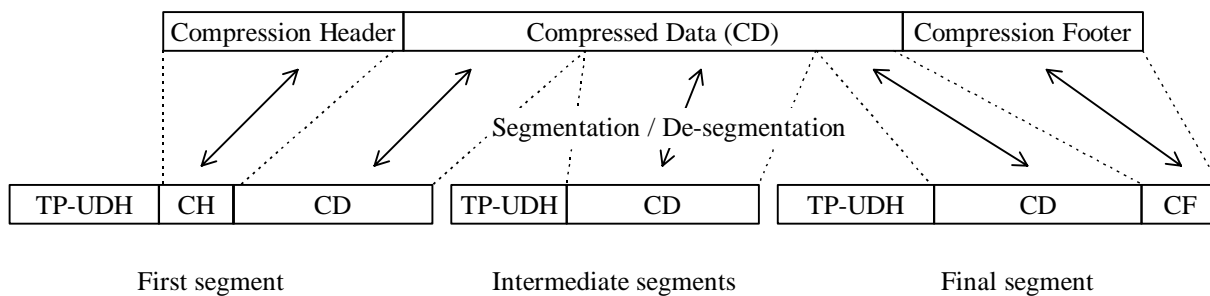 Compression Header Compressed Data (CD) Compression Footer
Segmentation / De-segmentation
TP-UDH CH CD TP-UDH CD TP-UDH CD CF
First segment Intermediate segments Final segment